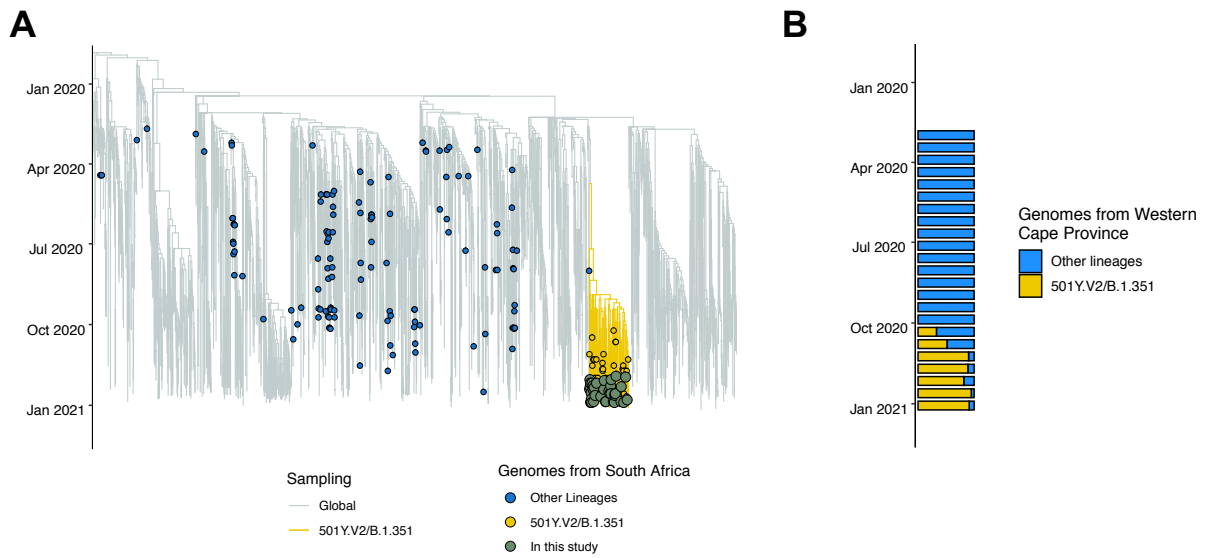 A
Jan 2020
Apr 2020
Jul 2020
Oct 2020
Jan 2021
Sampling
Global
501Y.V2/B.1.351
Genomes from South Africa
Other Lineages
501Y.V2/B.1.351
In this study
B
Jan 2020
Apr 2020
Jul 2020
Oct 2020
Jan 2021
Genomes from Western
Cape Province
Other lineages
501Y.V2/B.1.351